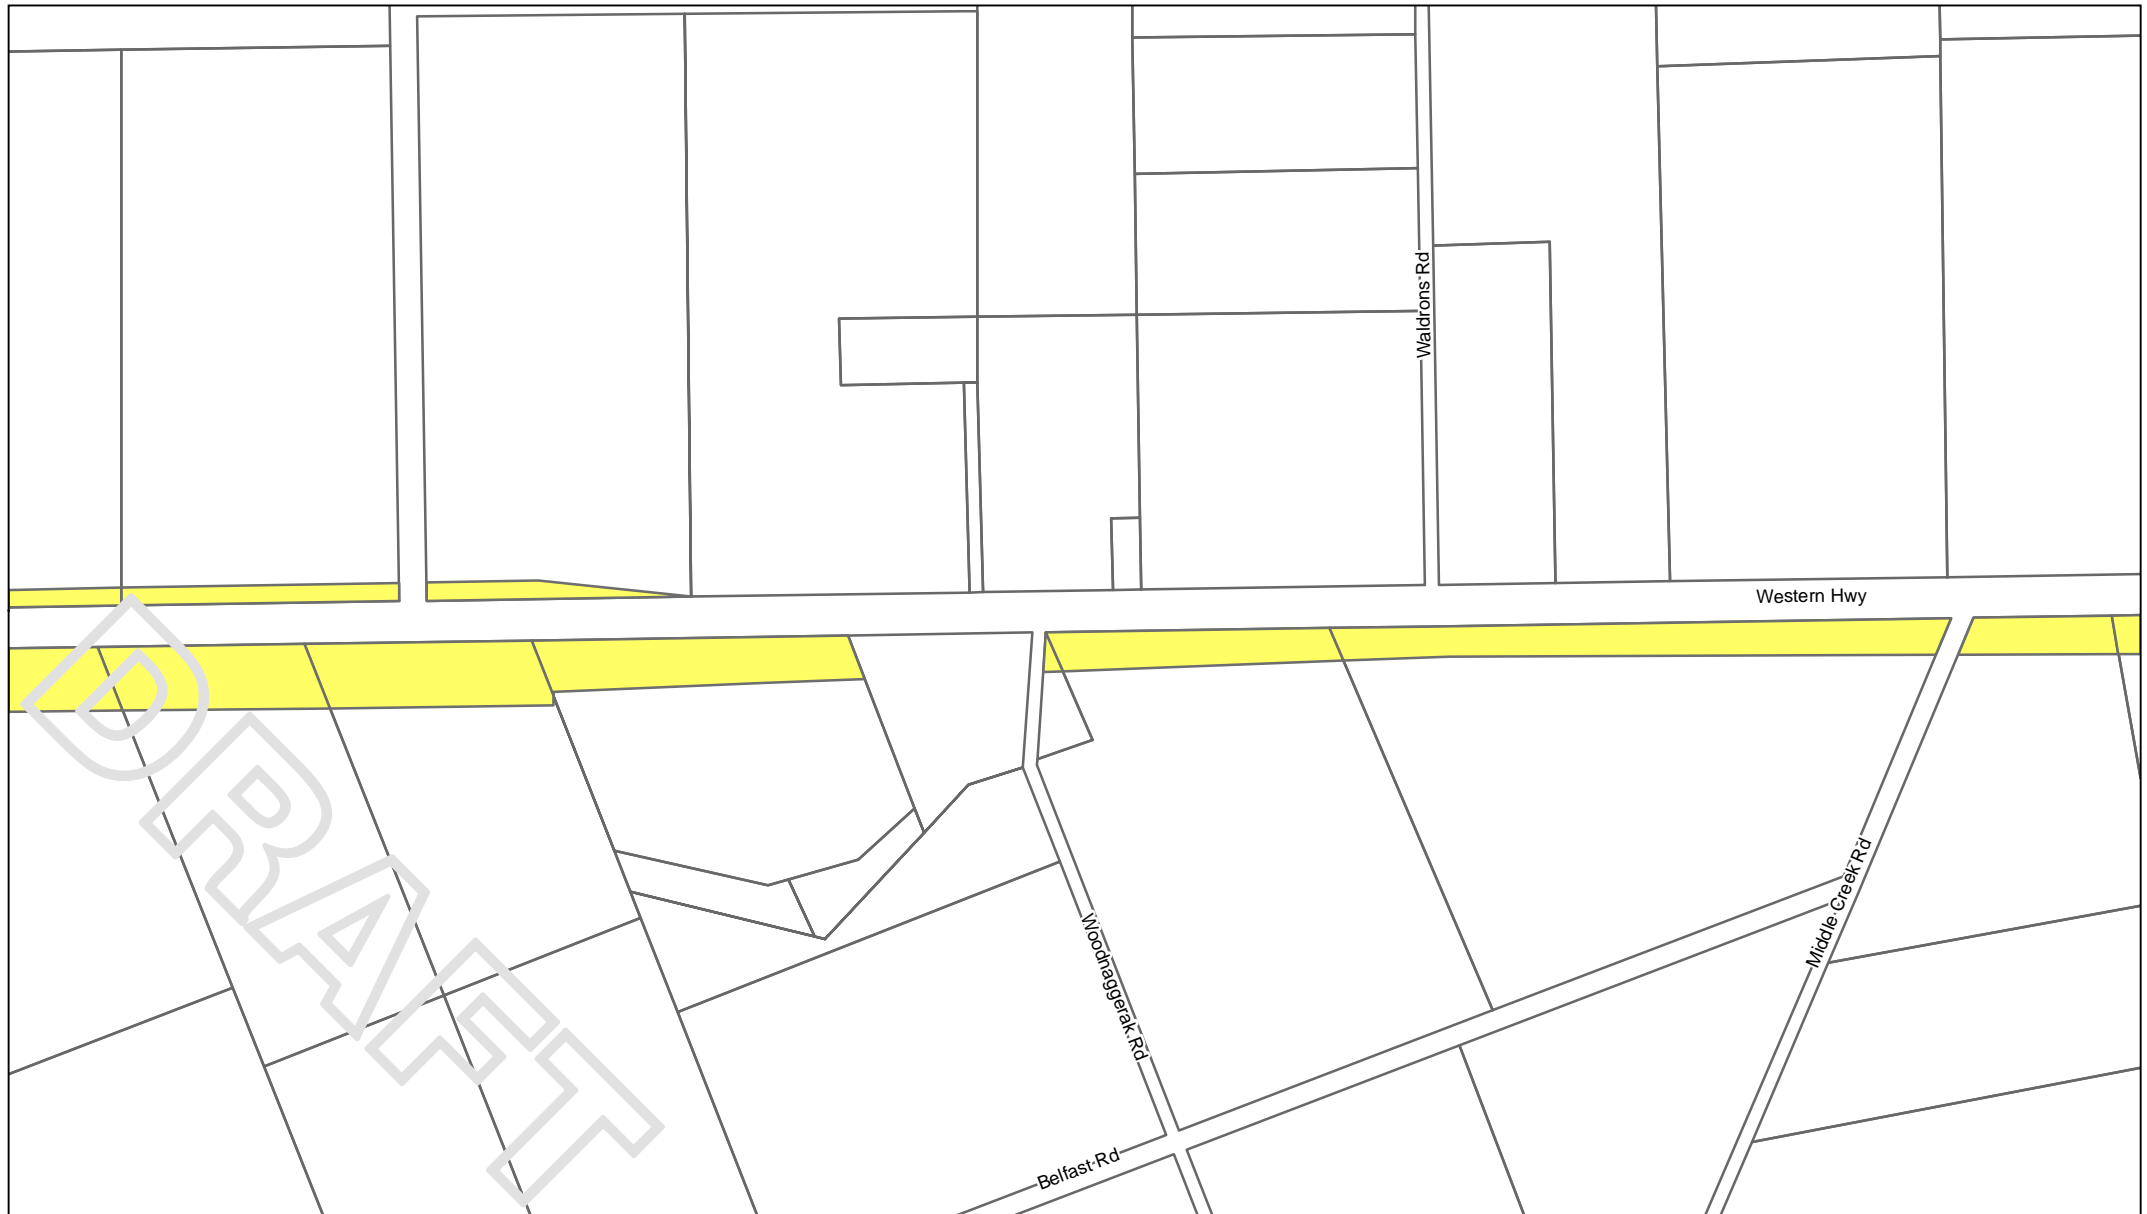 Waldrons Rd
Western Hwy
DRAFT
Middle Creek Rd
Woodnaggerak Rd
Belfast Rd